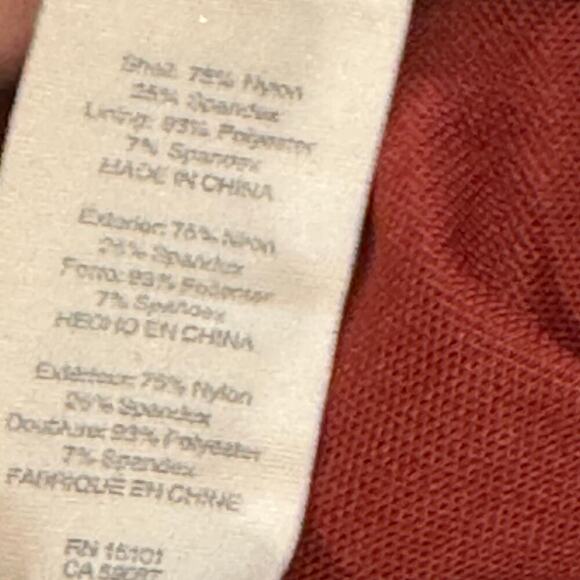 Shell: 75% Nylon
25% Spandex
Lining: 93% Polyester
7% Spandex
MADE IN CHINA
Exterior: 75% Nilon
25% Spandex
Forro: 93% Poliester
7% Spandex
HECHO EN CHINA
Extérieur: 75% Nylon
25% Spandex
Doublure: 93% Polyester
7% Spandex
FABRIQUÉ EN CHINE
RN 15101
CA